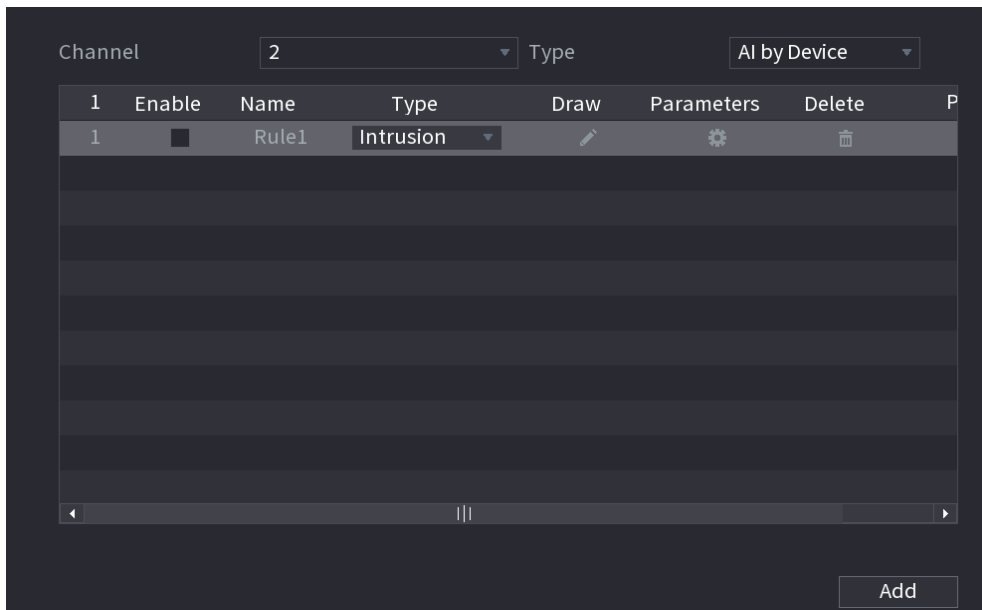 Channel 2 Type AI by Device
1 Enable Name Type Draw Parameters Delete P
1 Rule1 Intrusion
Add